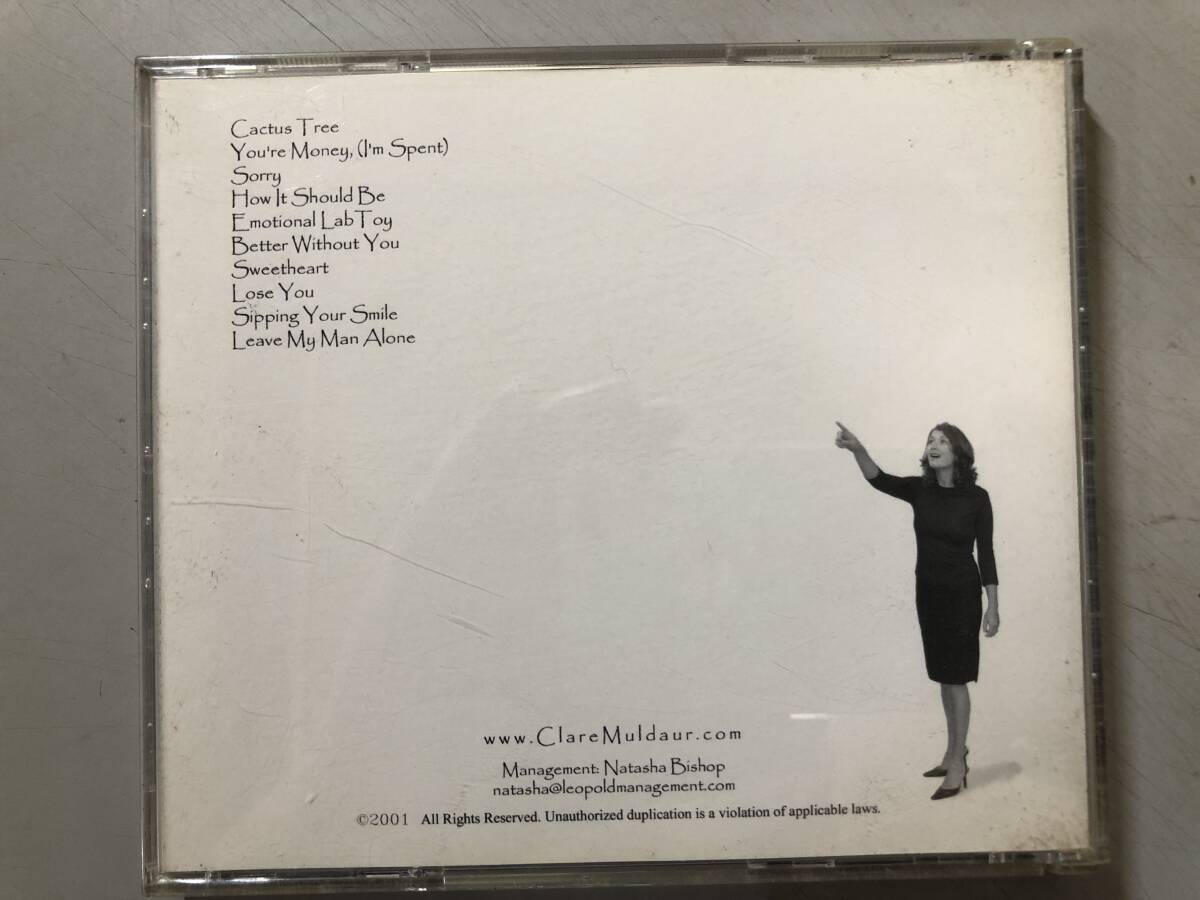 Cactus Tree
You're Money, (I'm Spent)
Sorry
How It Should Be
Emotional Lab Toy
Better Without You
Sweetheart
Lose You
Sipping Your Smile
Leave My Man Alone
www.ClareMuldaur.com
Management: Natasha Bishop
natasha@leopoldmanagement.com
©2001 All Rights Reserved. Unauthorized duplication is a violation of applicable laws.